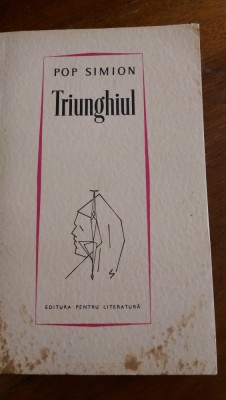 POP SIMION
Triunghiul
EDITURA PENTRU LITERATURĂ